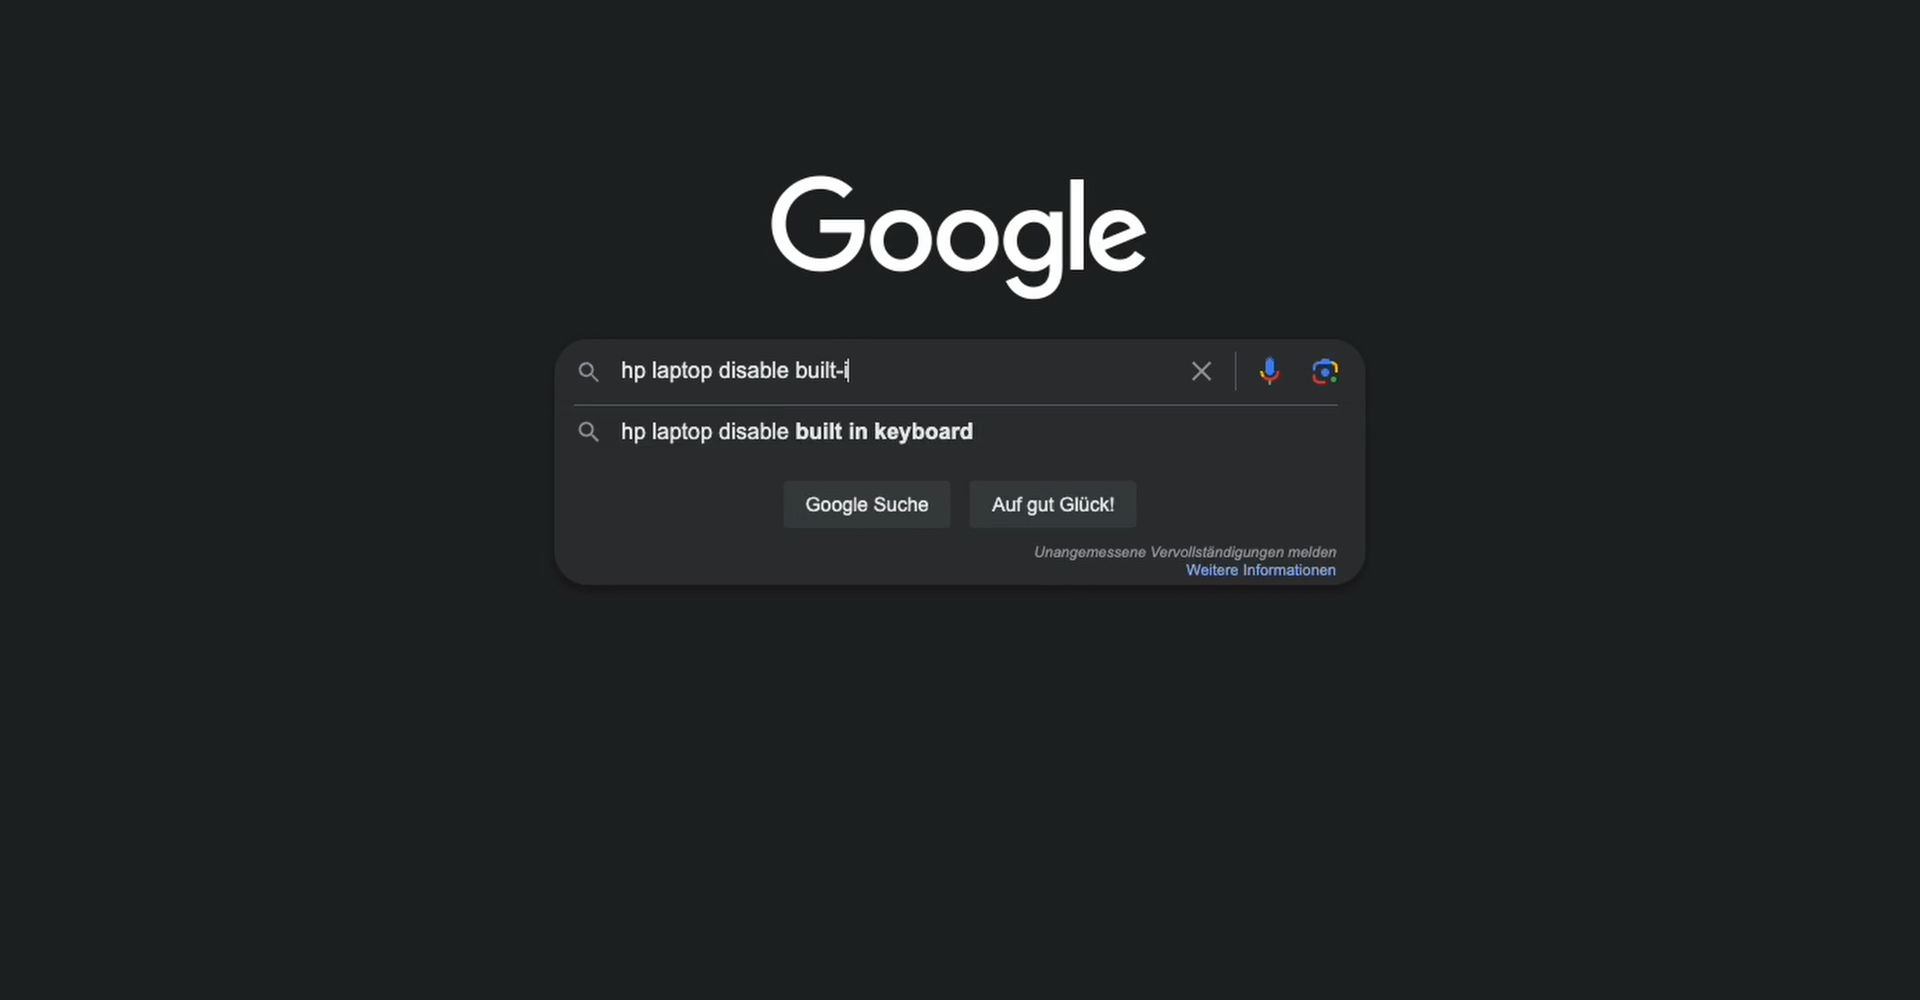 Google
hp laptop disable built-i
hp laptop disable built in keyboard
Google Suche
Auf gut Glück!
Unangemessene Vervollständigungen melden
Weitere Informationen